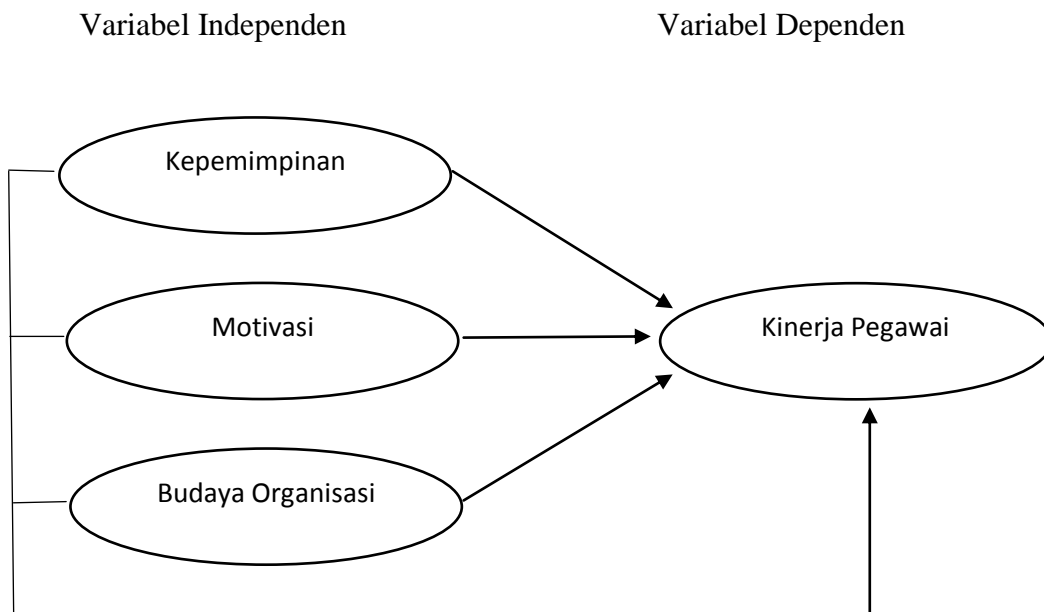 Variabel Independen
Variabel Dependen
Kepemimpinan
Motivasi
Kinerja Pegawai
Budaya Organisasi